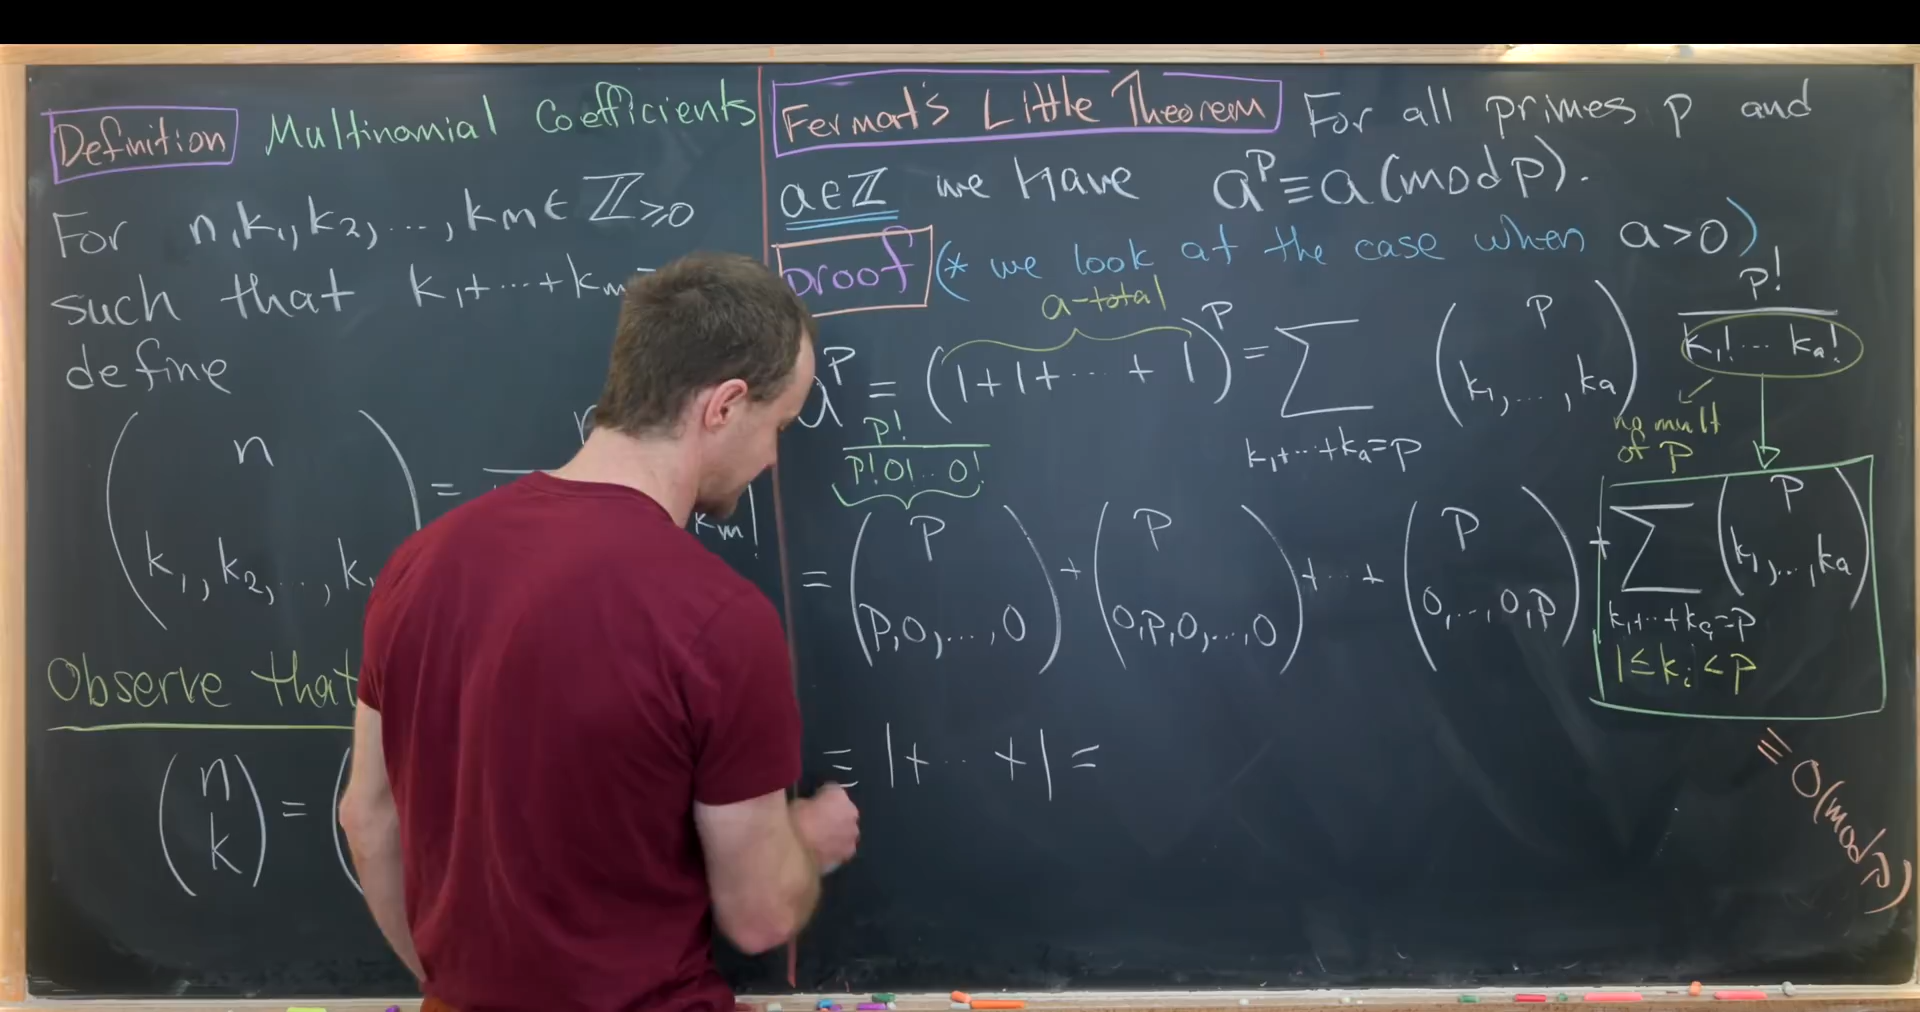 Definition Multinomial Coefficients
For n, k₁, k₂, ..., km ∈ ℤ≥0
such that k₁+ ⋯ +km =
define
( n
k₁, k₂, .., k ) =
km!
Observe that
(n
k) = (
Fermat's Little Theorem For all primes p and
a∈ℤ we have a^p ≡ a (mod p).
proof (* we look at the case when a>0)
a-total
a^p = (1+1+ ⋯ + 1)^p = ∑ ( p
k₁, ..., ka )
k₁+⋯+ka=p
p!
k₁! ⋯ ka!
no mult
of p
p!
p!0!..0!
= ( p
p,0,...,0 ) + ( p
0,p,0,...,0 ) + ⋯ + ( p
0,...,0,p ) + ∑ ( p
k₁,...,ka )
k₁+⋯+ka=p
1≤ki<p
≡ 0 (mod p)
≡ 1+ ⋯ +1 =